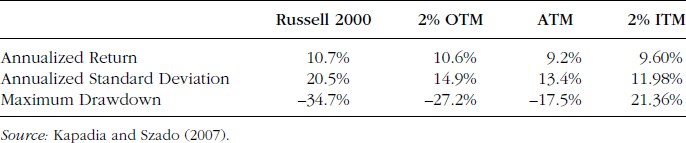 Russell 2000 2% OTM ATM 2% ITM
Annualized Return 10.7% 10.6% 9.2% 9.60%
Annualized Standard Deviation 20.5% 14.9% 13.4% 11.98%
Maximum Drawdown –34.7% –27.2% –17.5% 21.36%
Source: Kapadia and Szado (2007).